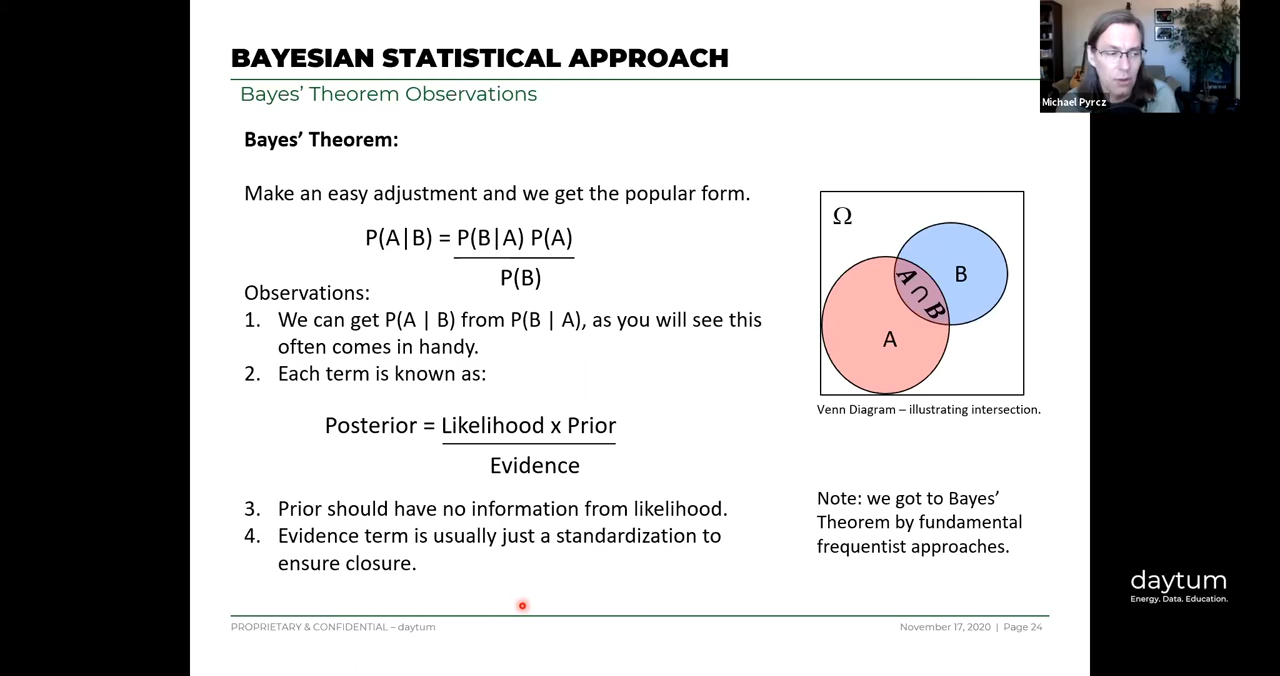 BAYESIAN STATISTICAL APPROACH
Bayes' Theorem Observations
Michael Pyrcz
Bayes' Theorem:
Make an easy adjustment and we get the popular form.
P(A|B) = P(B|A) P(A)
P(B)
Observations:
1. We can get P(A | B) from P(B | A), as you will see this
often comes in handy.
2. Each term is known as:
Posterior = Likelihood x Prior
Evidence
3. Prior should have no information from likelihood.
4. Evidence term is usually just a standardization to
ensure closure.
Ω
B
A ∩ B
A
Venn Diagram – illustrating intersection.
Note: we got to Bayes'
Theorem by fundamental
frequentist approaches.
daytum
Energy. Data. Education.
PROPRIETARY & CONFIDENTIAL – daytum
November 17, 2020 | Page 24